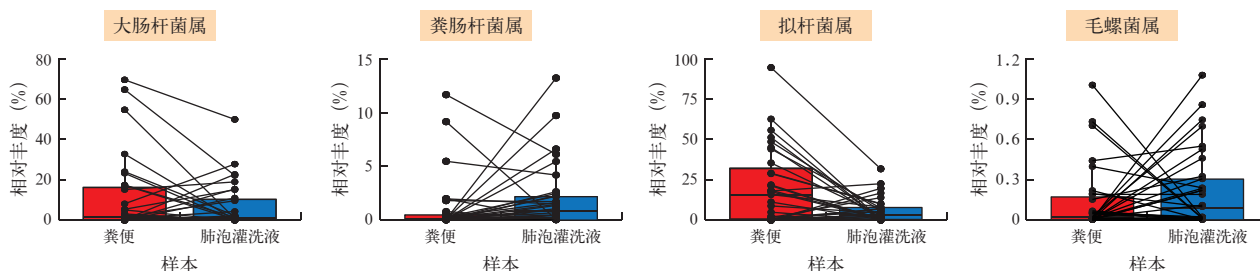 大肠杆菌属
80
60
40
20
0
相对丰度（%）
粪便
肺泡灌洗液
样本
粪肠杆菌属
15
10
5
0
相对丰度（%）
粪便
肺泡灌洗液
样本
拟杆菌属
100
75
50
25
0
相对丰度（%）
粪便
肺泡灌洗液
样本
毛螺菌属
1.2
0.9
0.6
0.3
0
相对丰度（%）
粪便
肺泡灌洗液
样本